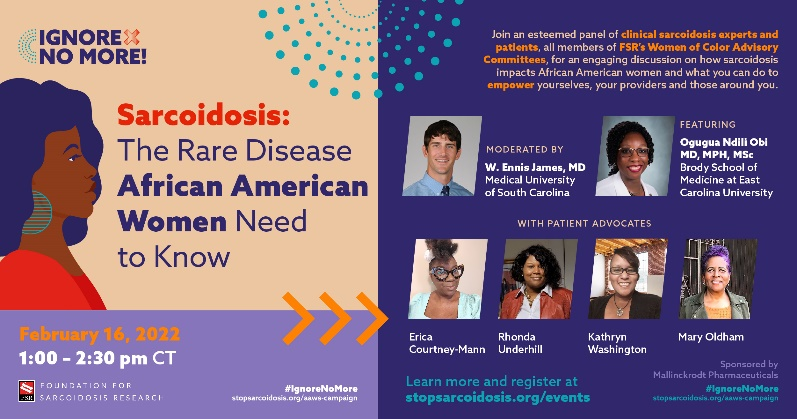 IGNORE
NO MORE!
Sarcoidosis:
The Rare Disease
African American
Women Need
to Know
February 16, 2022
1:00 – 2:30 pm CT
FSR
FOUNDATION FOR
SARCOIDOSIS RESEARCH
#IgnoreNoMore
stopsarcoidosis.org/aaws-campaign
Join an esteemed panel of clinical sarcoidosis experts and
patients, all members of FSR's Women of Color Advisory
Committees, for an engaging discussion on how sarcoidosis
impacts African American women and what you can do to
empower yourselves, your providers and those around you.
MODERATED BY
W. Ennis James, MD
Medical University
of South Carolina
FEATURING
Ogugua Ndili Obi
MD, MPH, MSc
Brody School of
Medicine at East
Carolina University
WITH PATIENT ADVOCATES
Erica
Courtney-Mann
Rhonda
Underhill
Kathryn
Washington
Mary Oldham
Learn more and register at
stopsarcoidosis.org/events
Sponsored by
Mallinckrodt Pharmaceuticals
#IgnoreNoMore
stopsarcoidosis.org/aaws-campaign